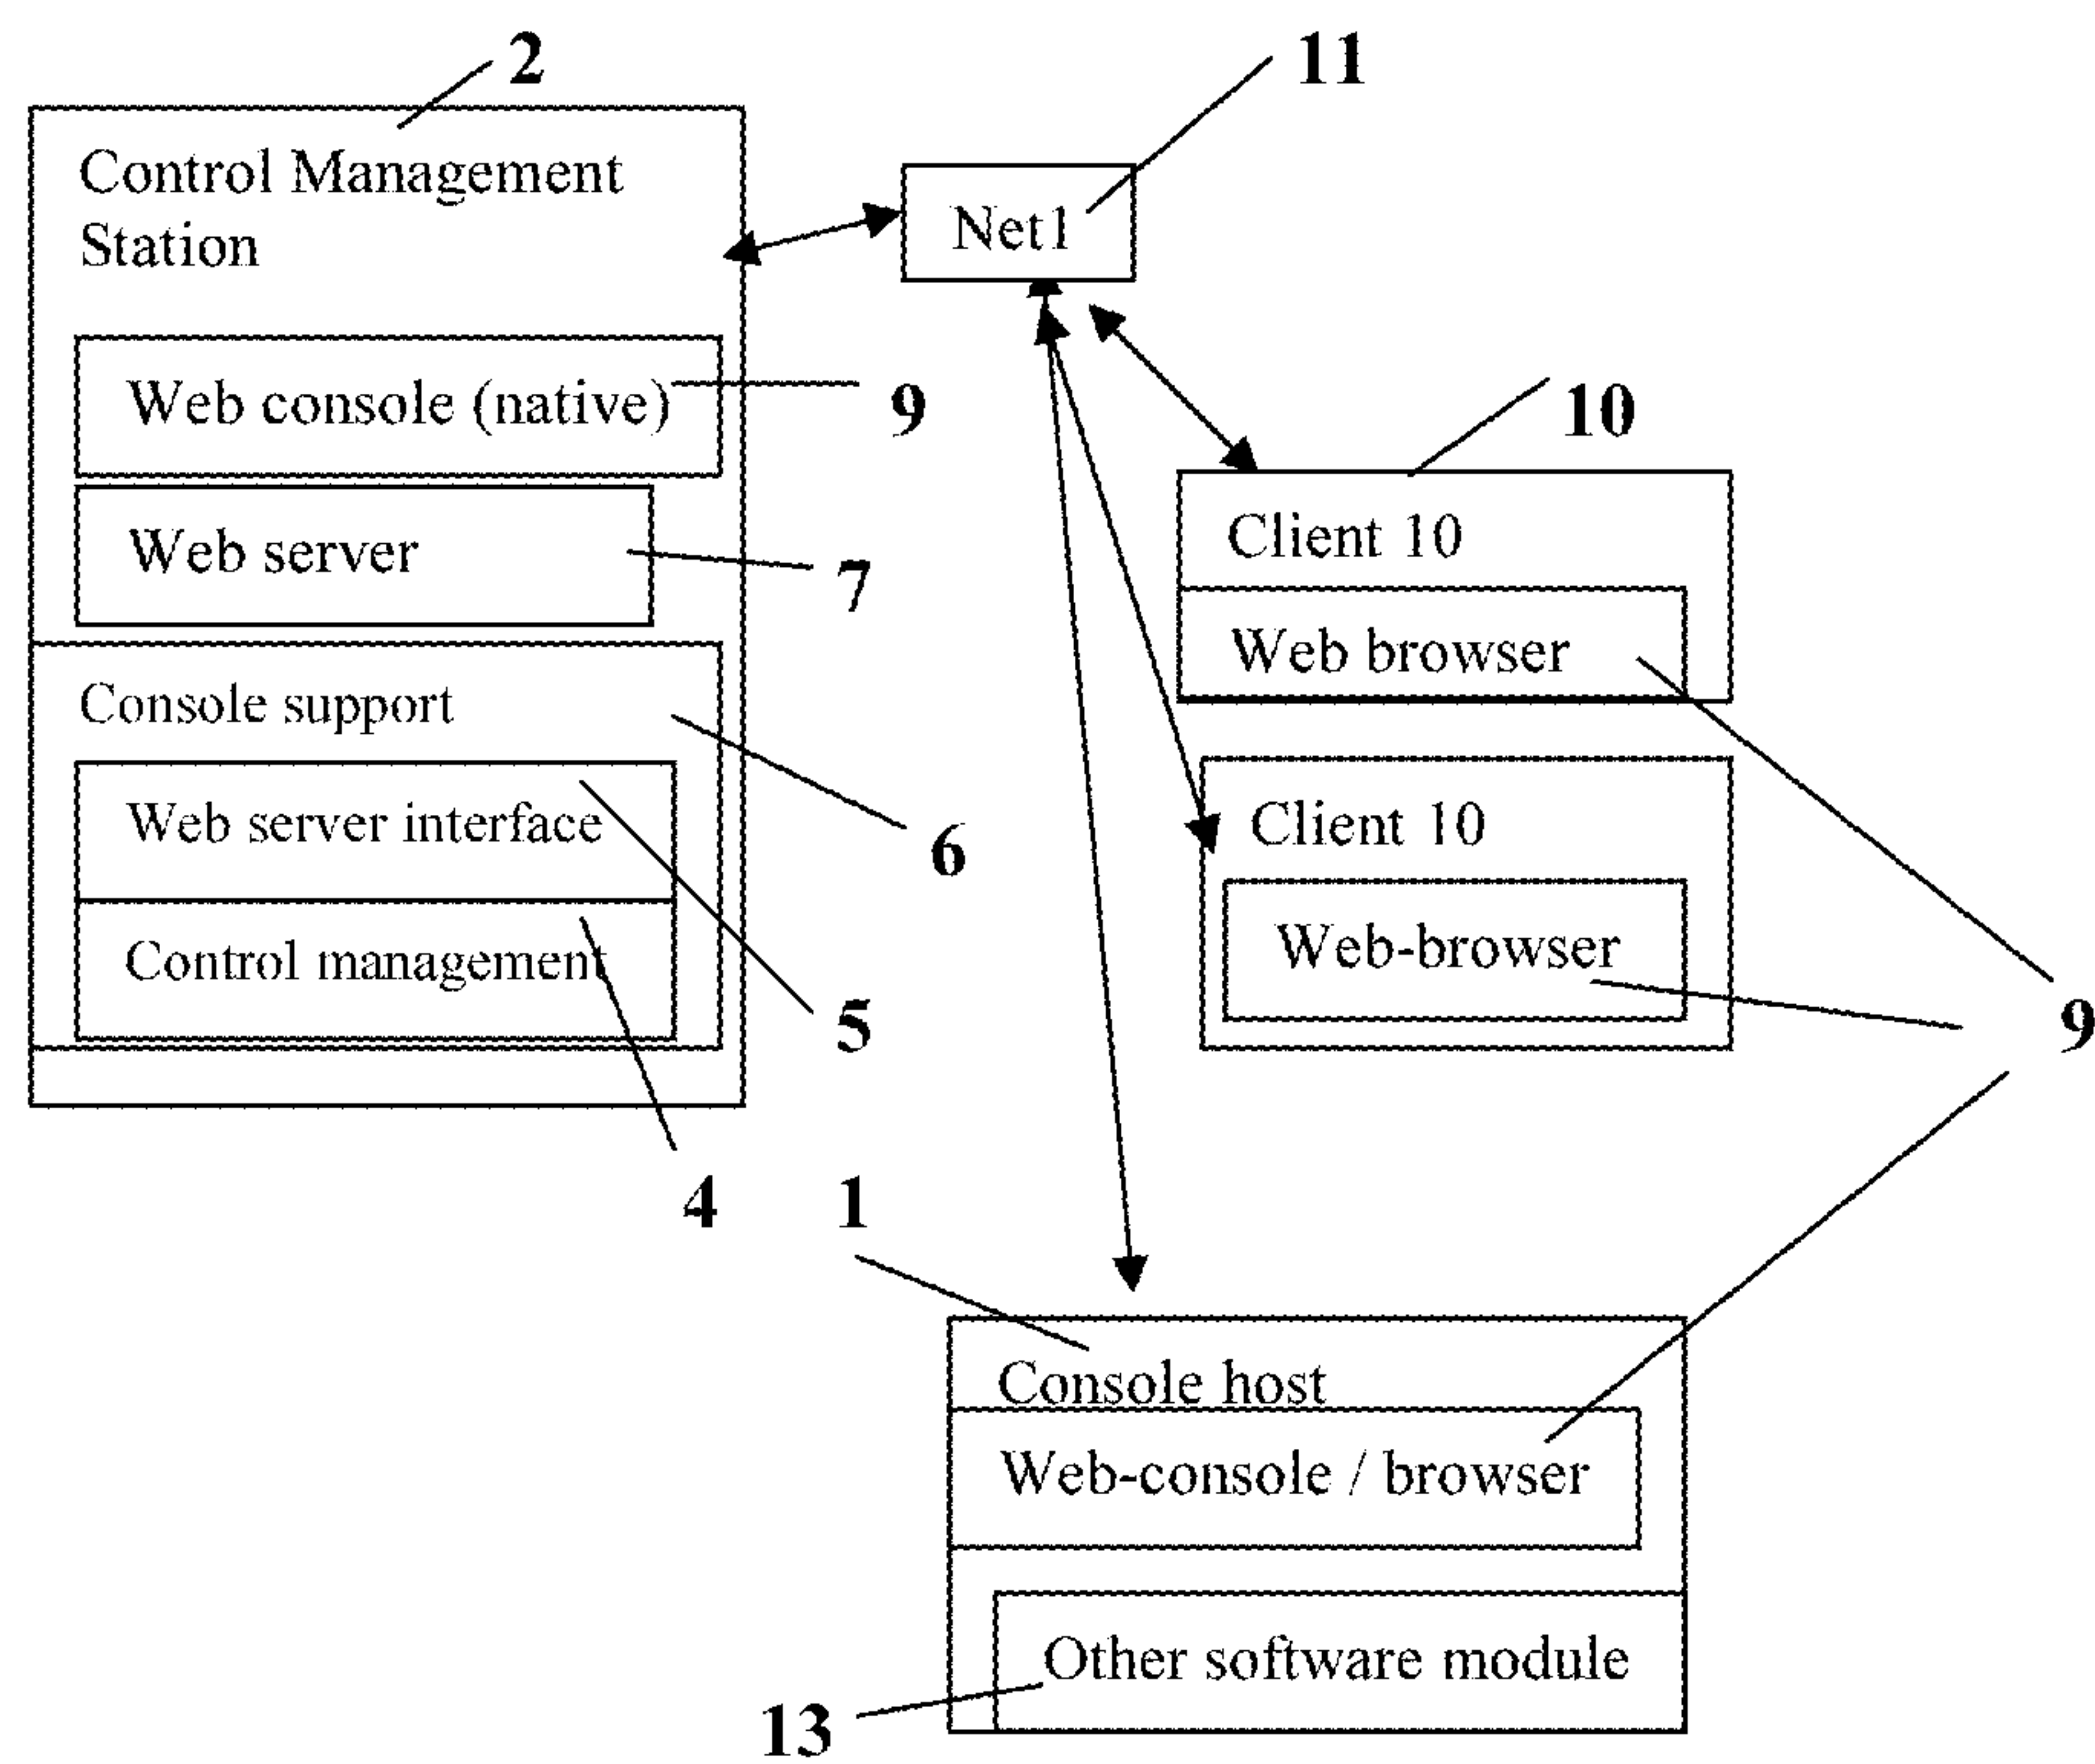 2
11
Control Management
Station
Net1
Web console (native)
9
10
Web server
7
Client 10
Web browser
Console support
6
Web server interface
Client 10
Control management
5
Web-browser
9
4
1
Console host
Web-console / browser
Other software module
13